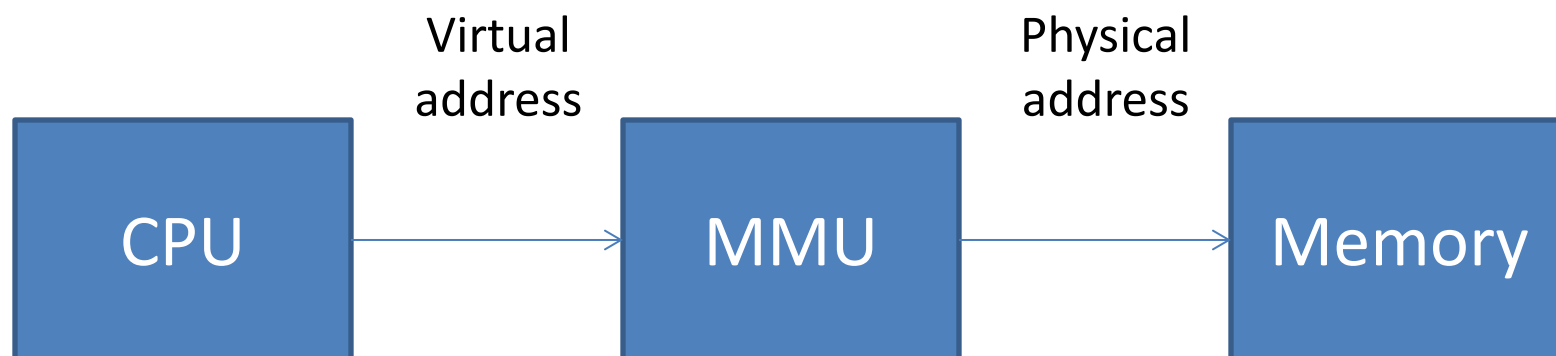 Virtual
address
Physical
address
CPU
MMU
Memory